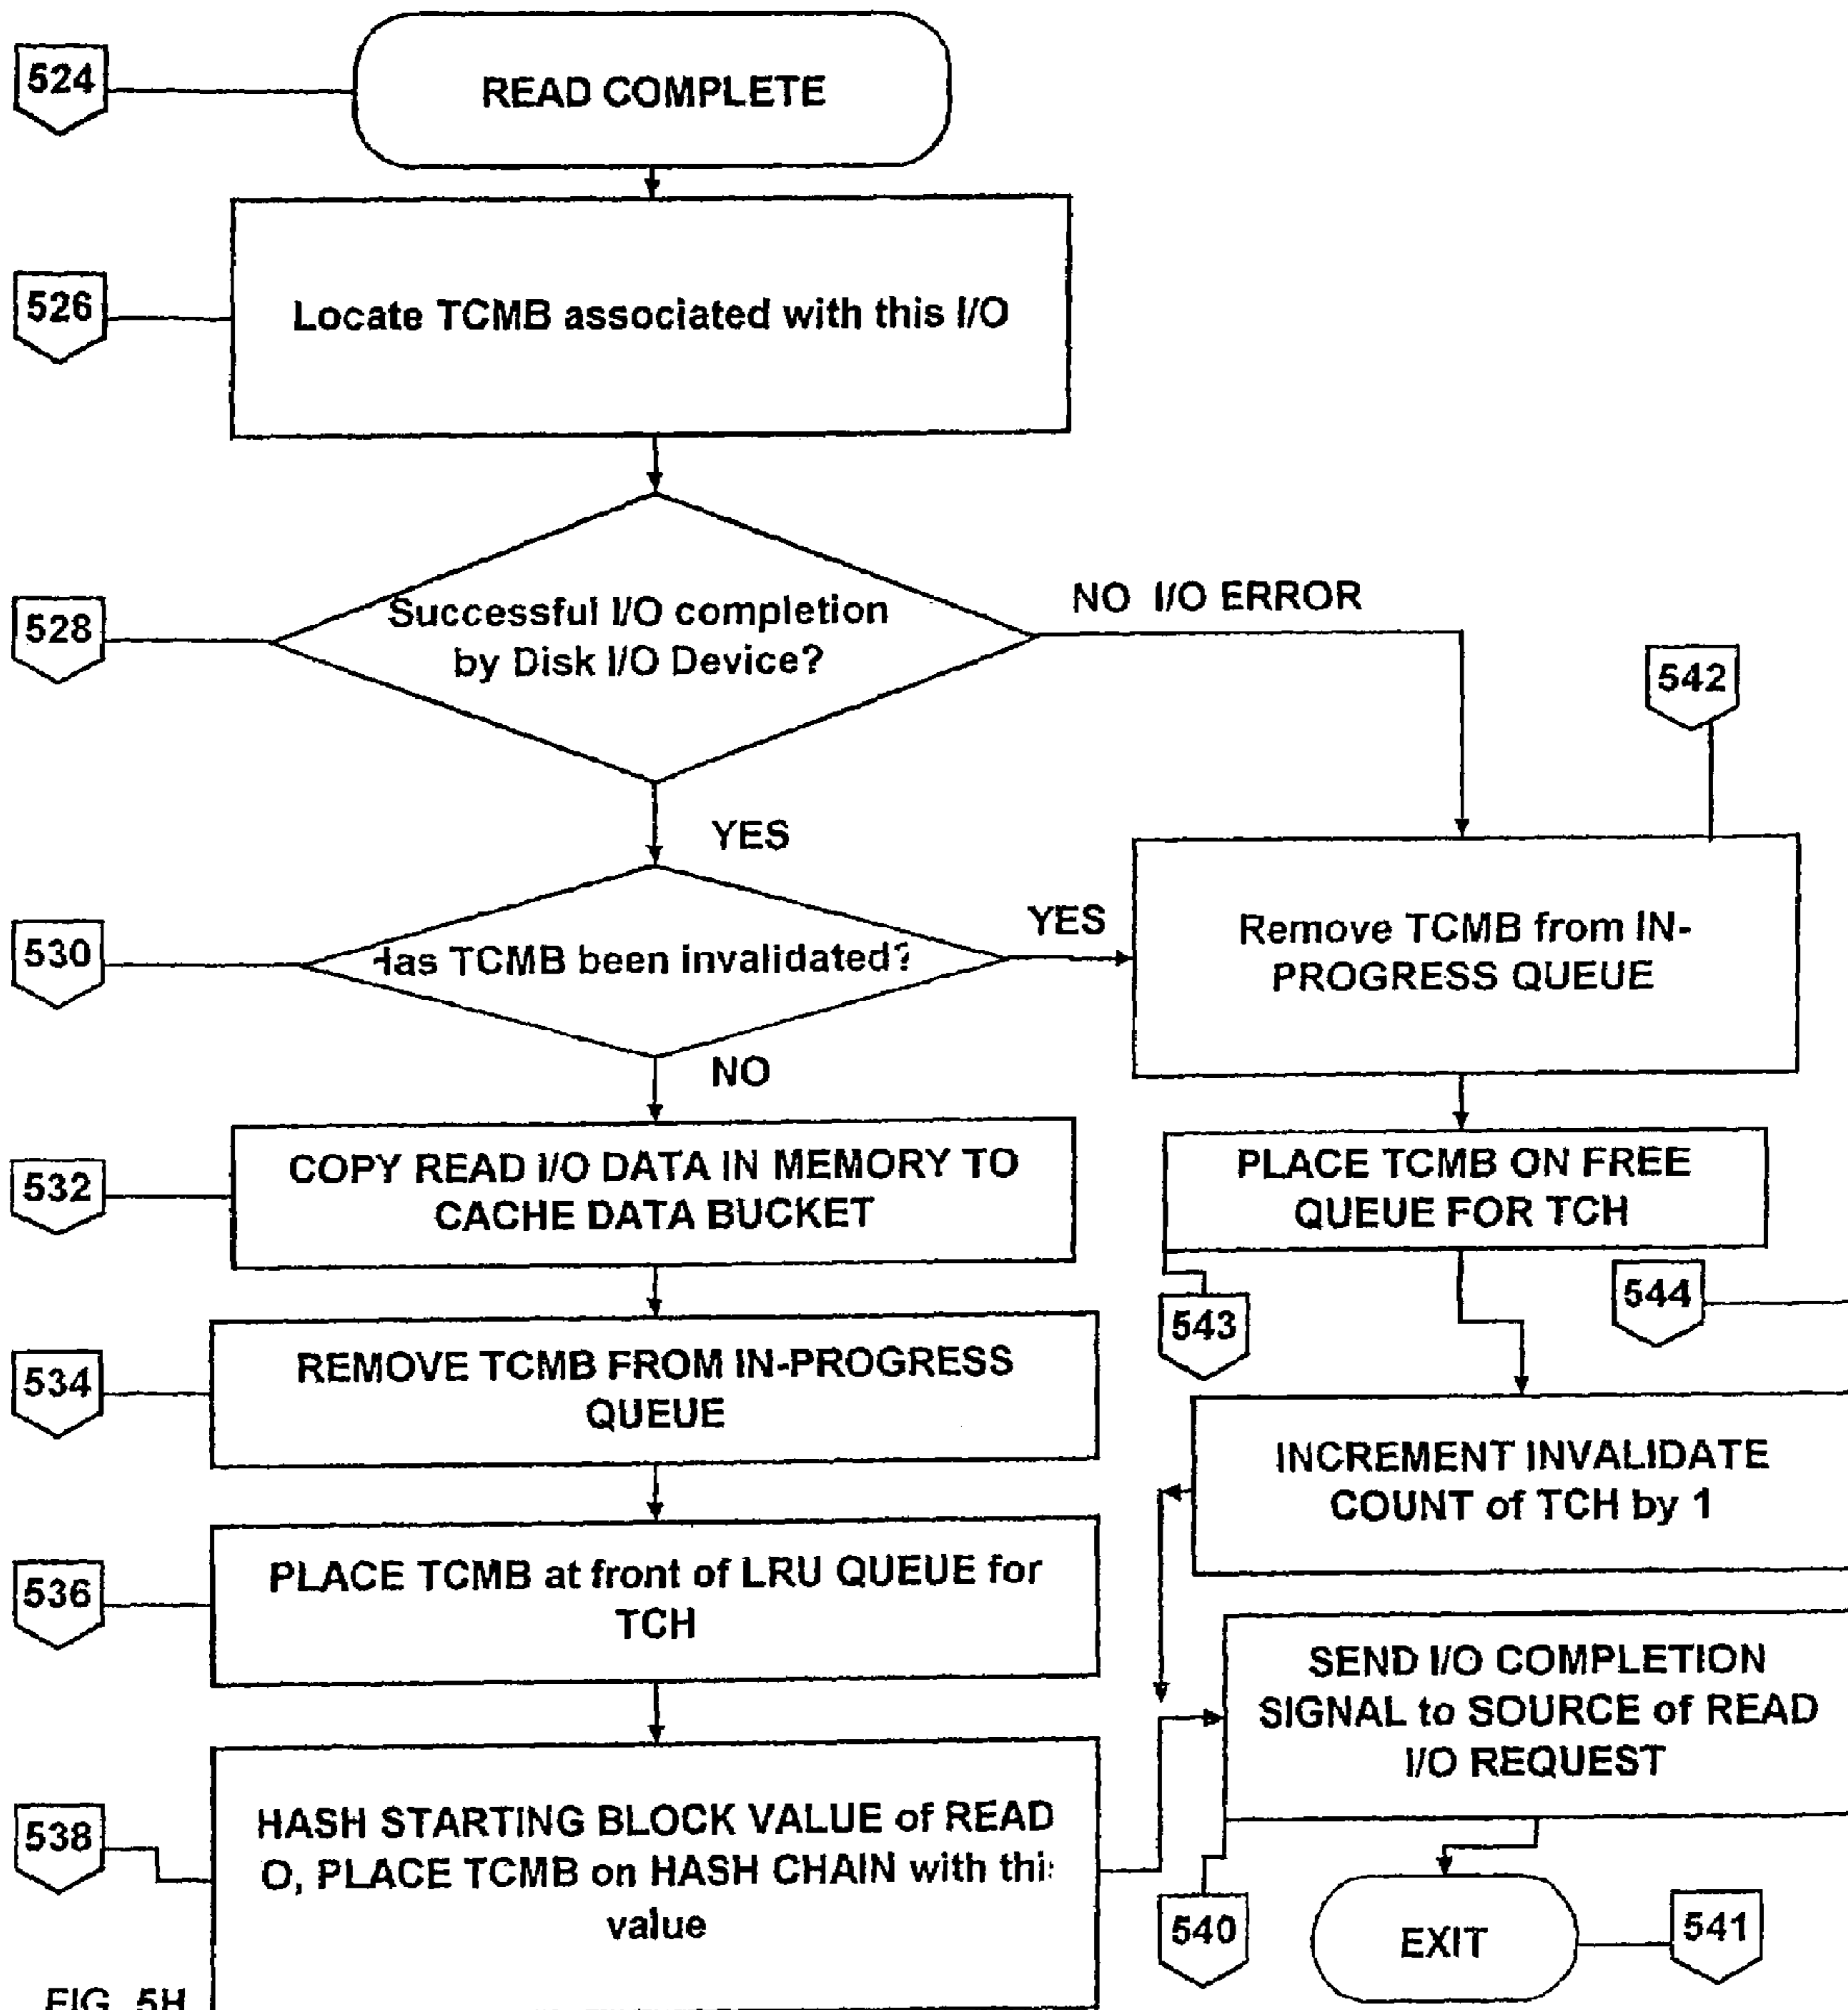 524
READ COMPLETE
526
Locate TCMB associated with this I/O
528
Successful I/O completion
by Disk I/O Device?
NO I/O ERROR
542
YES
530
Has TCMB been invalidated?
YES
Remove TCMB from IN-
PROGRESS QUEUE
NO
532
COPY READ I/O DATA IN MEMORY TO
CACHE DATA BUCKET
PLACE TCMB ON FREE
QUEUE FOR TCH
543
544
534
REMOVE TCMB FROM IN-PROGRESS
QUEUE
INCREMENT INVALIDATE
COUNT of TCH by 1
536
PLACE TCMB at front of LRU QUEUE for
TCH
SEND I/O COMPLETION
SIGNAL to SOURCE of READ
I/O REQUEST
538
HASH STARTING BLOCK VALUE of READ
O, PLACE TCMB on HASH CHAIN with this
value
540
EXIT
541
FIG. 5H